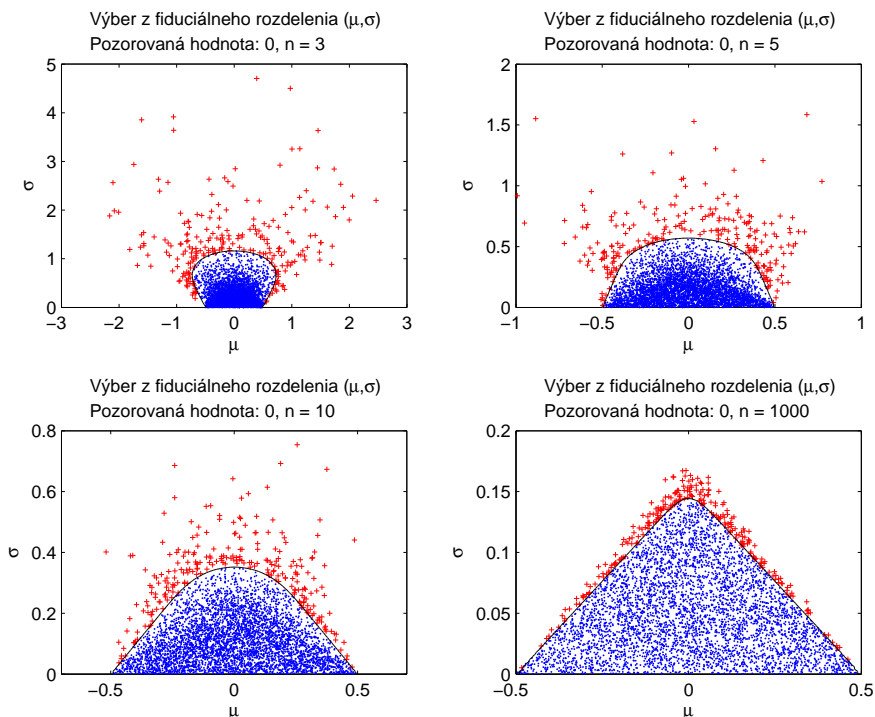 Výber z fiduciálneho rozdelenia (μ,σ)
Pozorovaná hodnota: 0, n = 3
5
4
3
2
1
0
σ
−3
−2
−1
0
1
2
3
μ
Výber z fiduciálneho rozdelenia (μ,σ)
Pozorovaná hodnota: 0, n = 5
2
1.5
1
0.5
0
σ
−1
−0.5
0
0.5
1
μ
Výber z fiduciálneho rozdelenia (μ,σ)
Pozorovaná hodnota: 0, n = 10
0.8
0.6
0.4
0.2
0
σ
−0.5
0
0.5
μ
Výber z fiduciálneho rozdelenia (μ,σ)
Pozorovaná hodnota: 0, n = 1000
0.2
0.15
0.1
0.05
0
σ
−0.5
0
0.5
μ